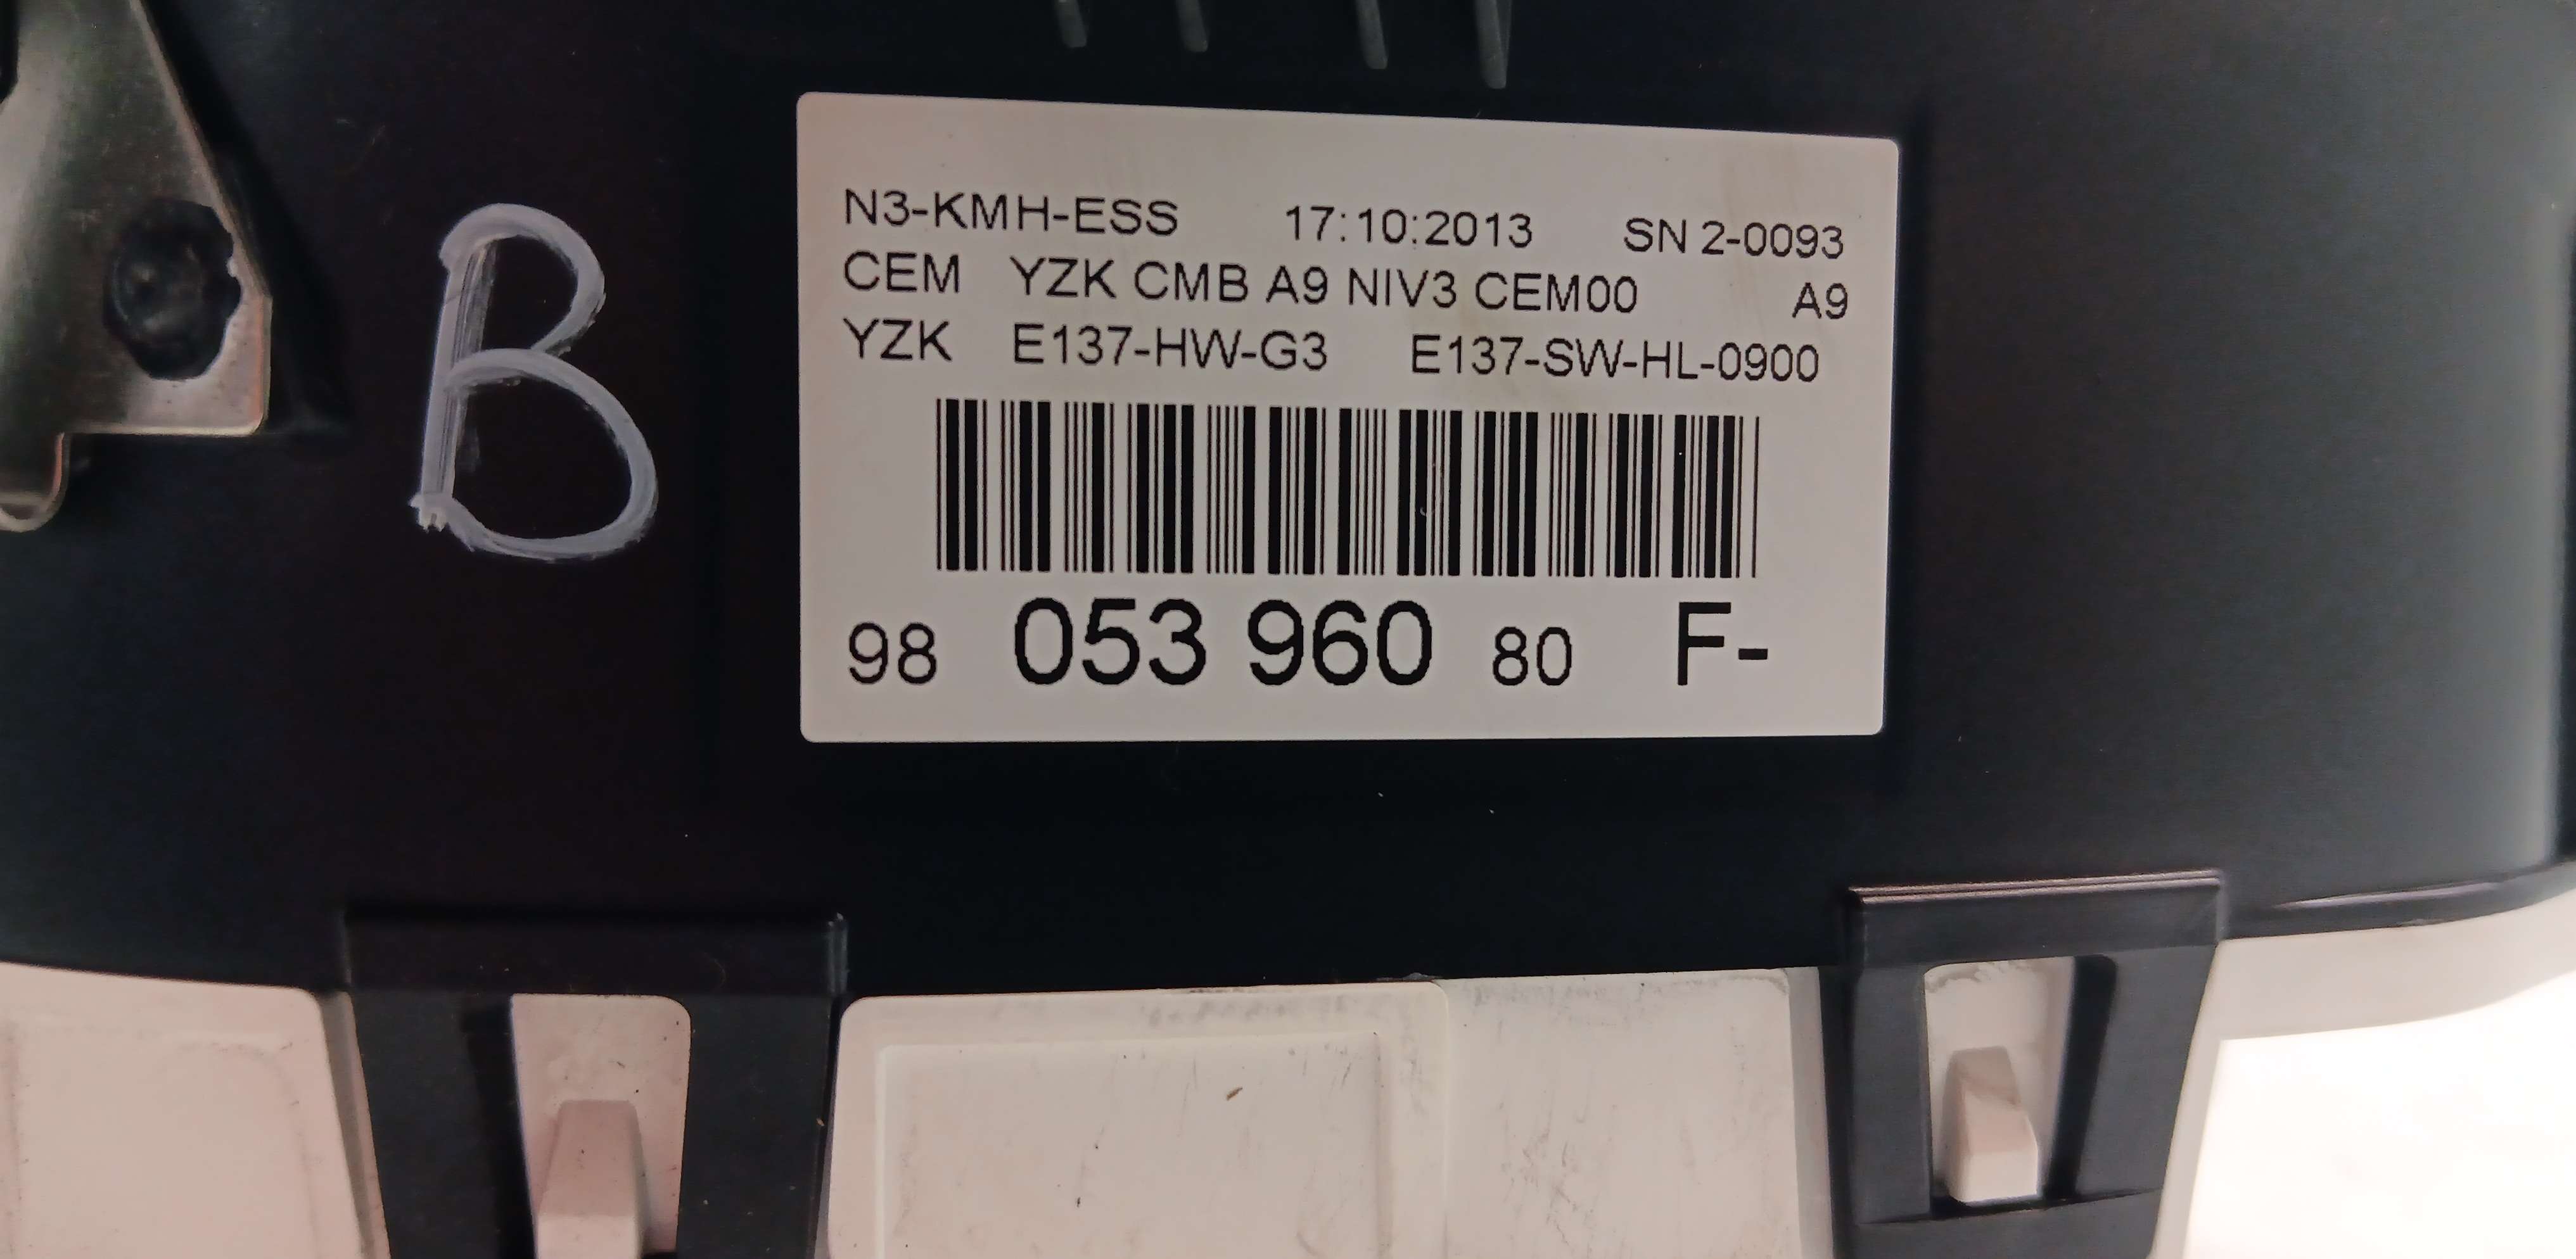 B
N3-KMH-ESS 17:10:2013 SN 2-0093
CEM YZK CMB A9 NIV3 CEM00 A9
YZK E137-HW-G3 E137-SW-HL-0900
98 053 960 80 F-